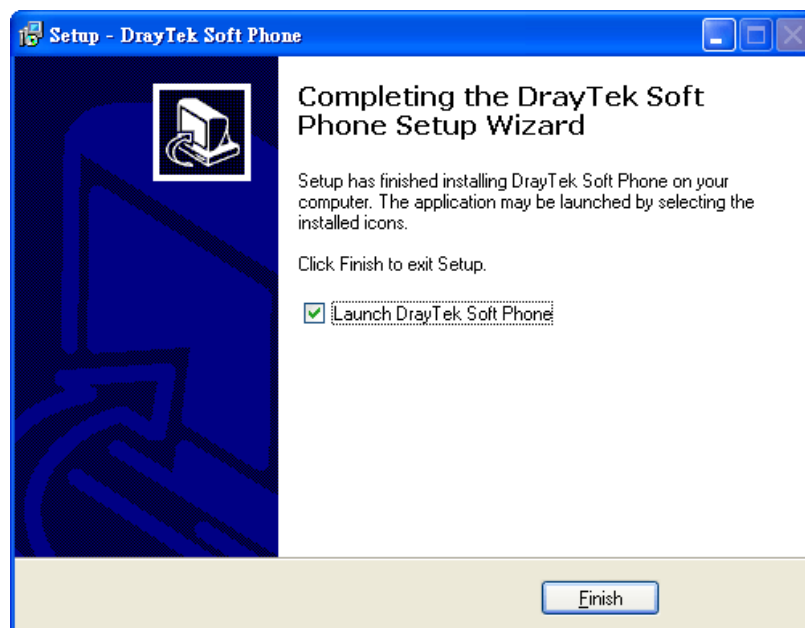 Setup - DrayTek Soft Phone
Completing the DrayTek Soft
Phone Setup Wizard
Setup has finished installing DrayTek Soft Phone on your
computer. The application may be launched by selecting the
installed icons.
Click Finish to exit Setup.
Launch DrayTek Soft Phone
Finish